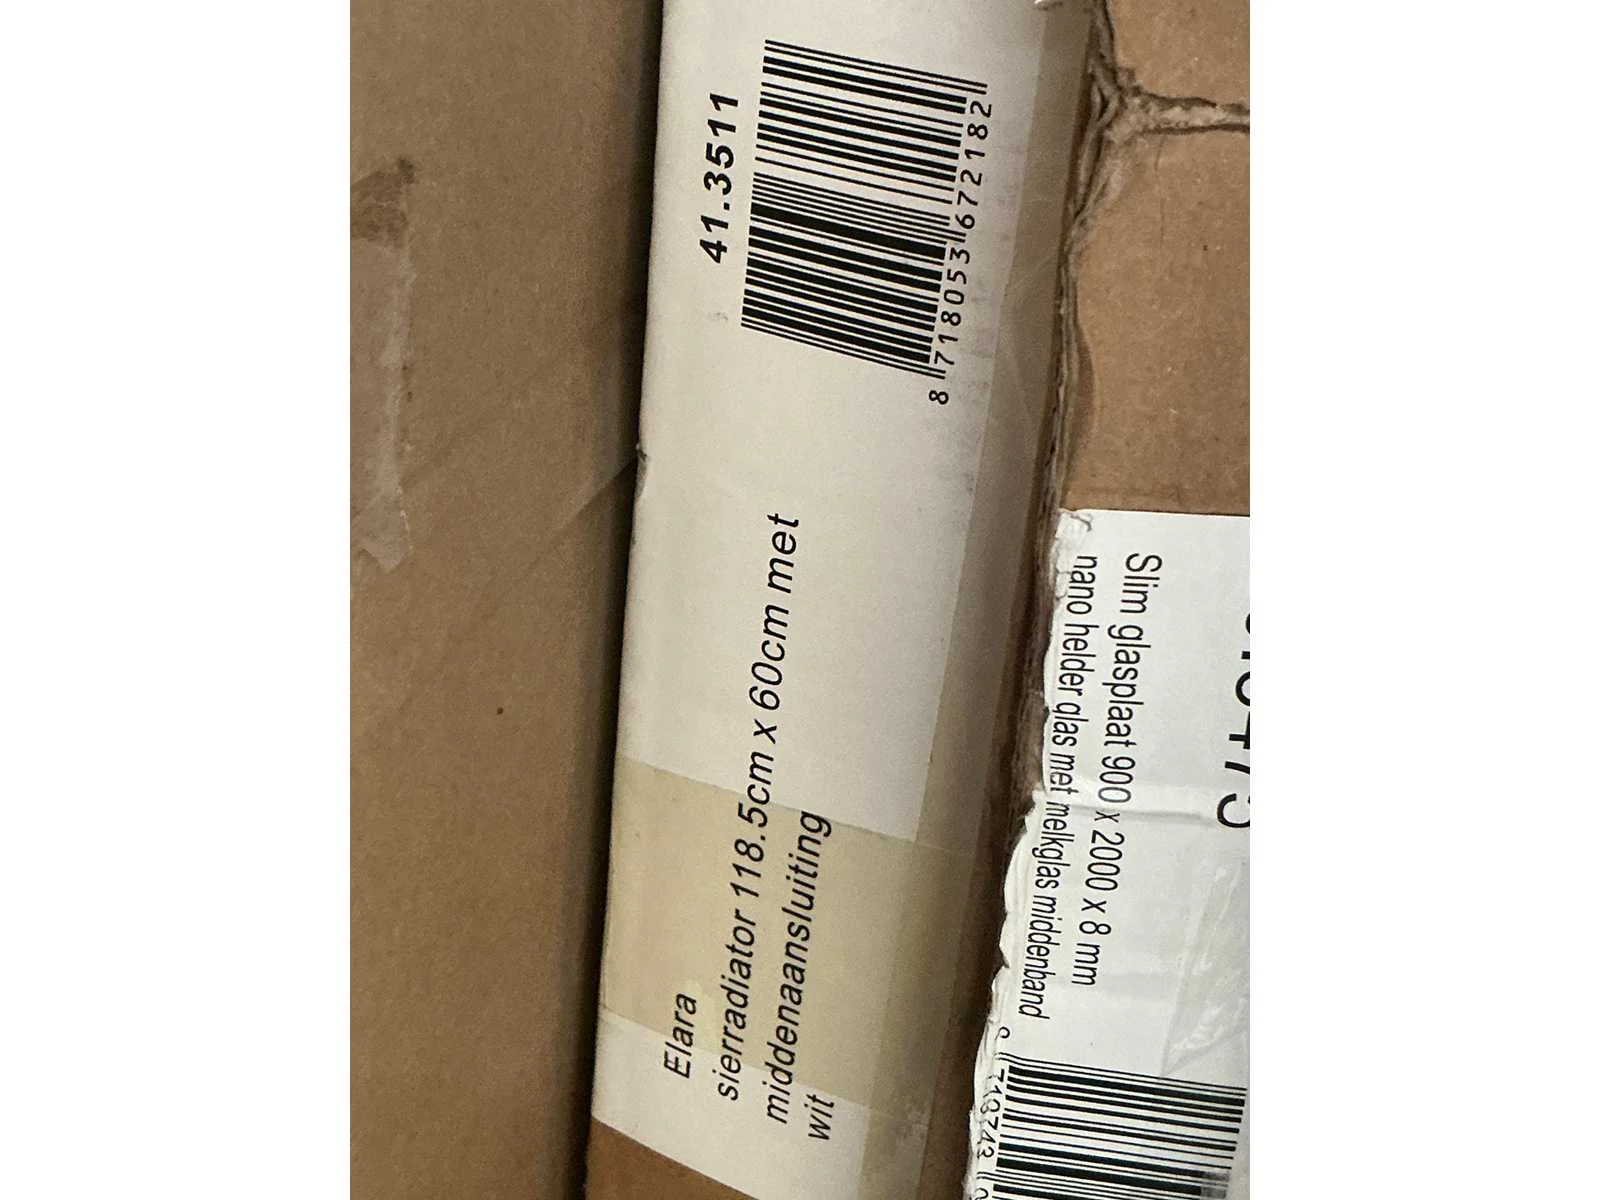 41.3511
8 718053 672182
Elara
sierradiator 118.5cm x 60cm met
middenaansluiting
wit
Slim glasplaat 900 x 2000 x 8 mm
nano helder glas met melkglas middenband